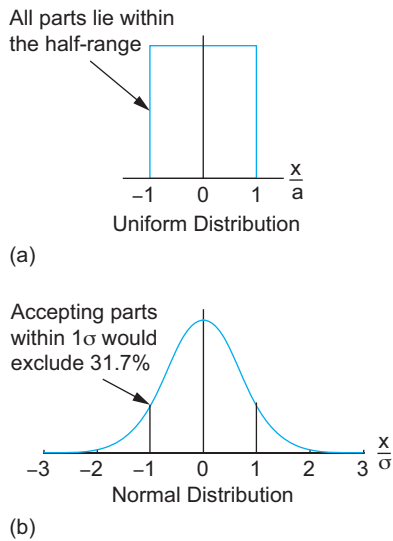 All parts lie within
the half-range
x
a
−1 0 1
Uniform Distribution
(a)
Accepting parts
within 1σ would
exclude 31.7%
x
σ
−3 −2 −1 0 1 2 3
Normal Distribution
(b)